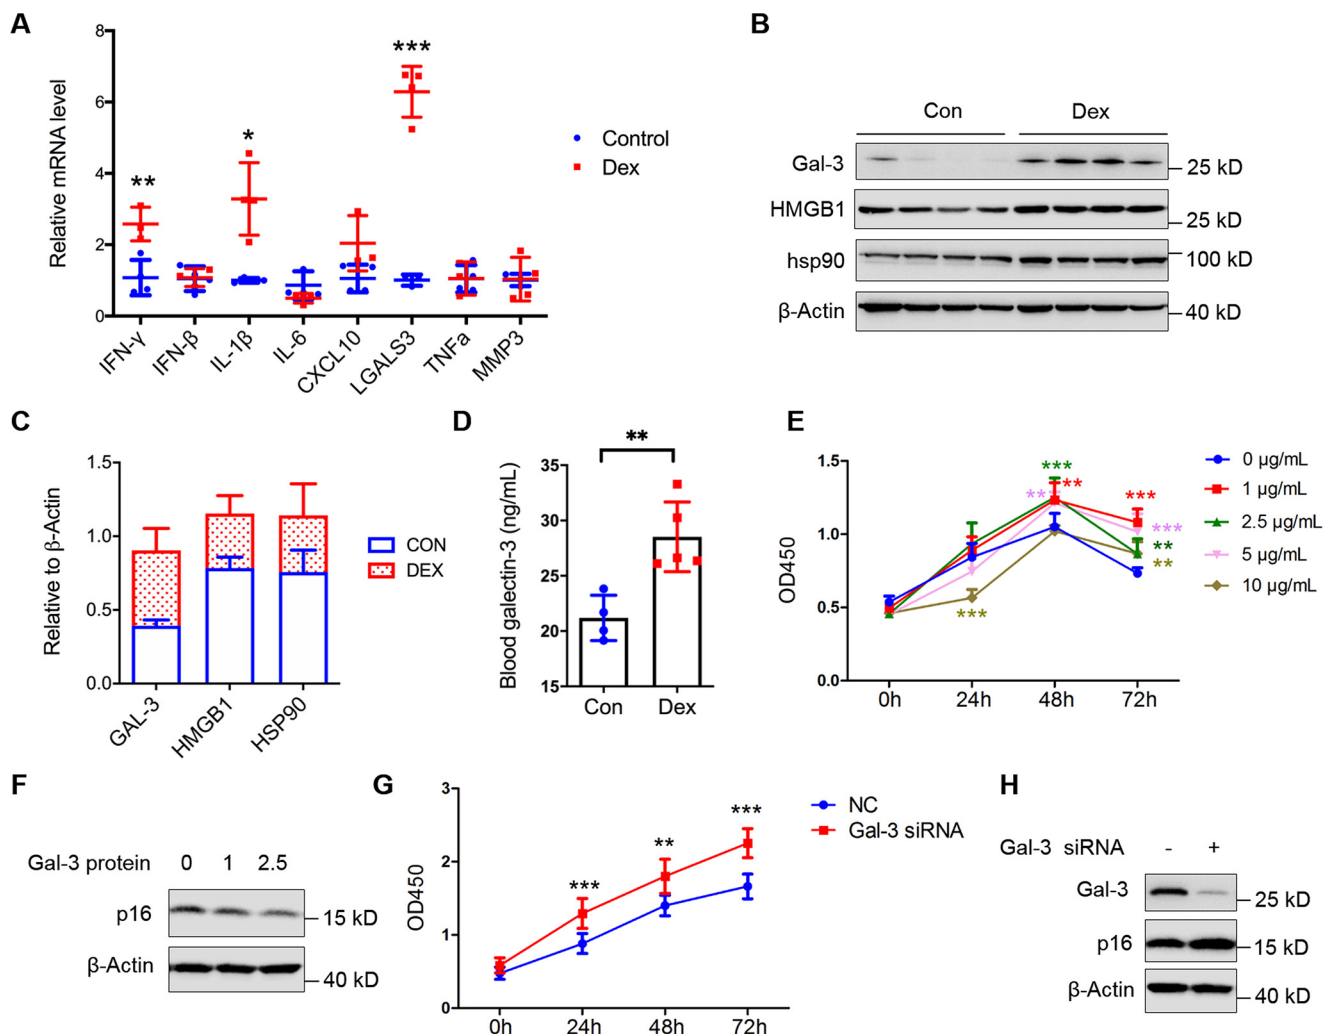 A
Relative mRNA level
8
6
4
2
0
**
*
***
Control
Dex
IFN-γ
IFN-β
IL-1β
IL-6
CXCL10
LGALS3
TNFa
MMP3
B
Con Dex
Gal-3 25 kD
HMGB1 25 kD
hsp90 100 kD
β-Actin 40 kD
C
Relative to β-Actin
1.5
1.0
0.5
0.0
CON
DEX
GAL-3
HMGB1
HSP90
D
Blood galectin-3 (ng/mL)
35
30
25
20
15
**
Con Dex
E
OD450
1.5
1.0
0.5
0.0
***
**
**
***
***
***
**
**
0h 24h 48h 72h
0 μg/mL
1 μg/mL
2.5 μg/mL
5 μg/mL
10 μg/mL
F
Gal-3 protein 0 1 2.5
p16 15 kD
β-Actin 40 kD
G
OD450
3
2
1
0
***
**
***
0h 24h 48h 72h
NC
Gal-3 siRNA
H
Gal-3 siRNA - +
Gal-3 25 kD
p16 15 kD
β-Actin 40 kD